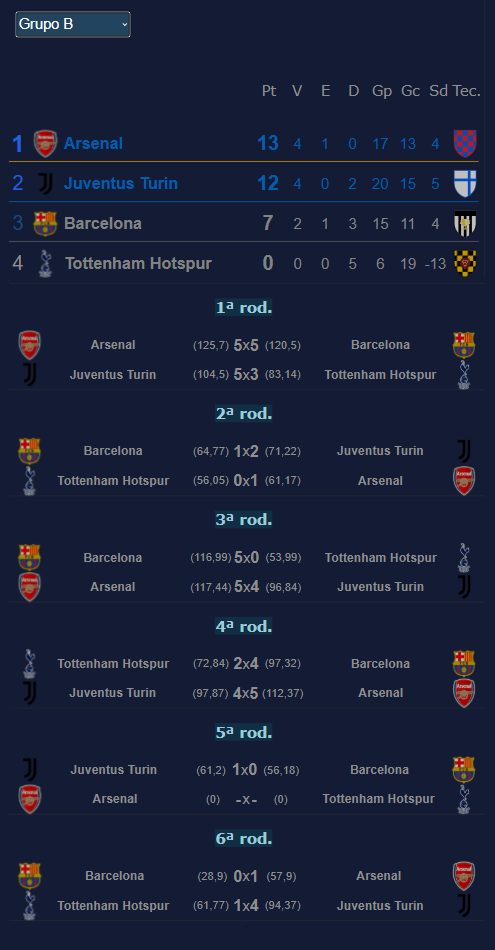 Grupo B
Pt V E D Gp Gc Sd Tec.
1 Arsenal 13 4 1 0 17 13 4
2 Juventus Turin 12 4 0 2 20 15 5
3 Barcelona 7 2 1 3 15 11 4
4 Tottenham Hotspur 0 0 0 5 6 19 -13
1ª rod.
Arsenal (125,7) 5x5 (120,5) Barcelona
Juventus Turin (104,5) 5x3 (83,14) Tottenham Hotspur
2ª rod.
Barcelona (64,77) 1x2 (71,22) Juventus Turin
Tottenham Hotspur (56,05) 0x1 (61,17) Arsenal
3ª rod.
Barcelona (116,99) 5x0 (53,99) Tottenham Hotspur
Arsenal (117,44) 5x4 (96,84) Juventus Turin
4ª rod.
Tottenham Hotspur (72,84) 2x4 (97,32) Barcelona
Juventus Turin (97,87) 4x5 (112,37) Arsenal
5ª rod.
Juventus Turin (61,2) 1x0 (56,18) Barcelona
Arsenal (0) -x- (0) Tottenham Hotspur
6ª rod.
Barcelona (28,9) 0x1 (57,9) Arsenal
Tottenham Hotspur (61,77) 1x4 (94,37) Juventus Turin